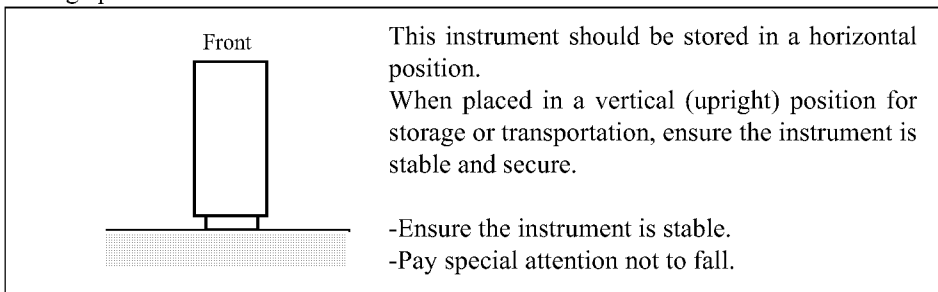 Front
This instrument should be stored in a horizontal
position.
When placed in a vertical (upright) position for
storage or transportation, ensure the instrument is
stable and secure.
-Ensure the instrument is stable.
-Pay special attention not to fall.